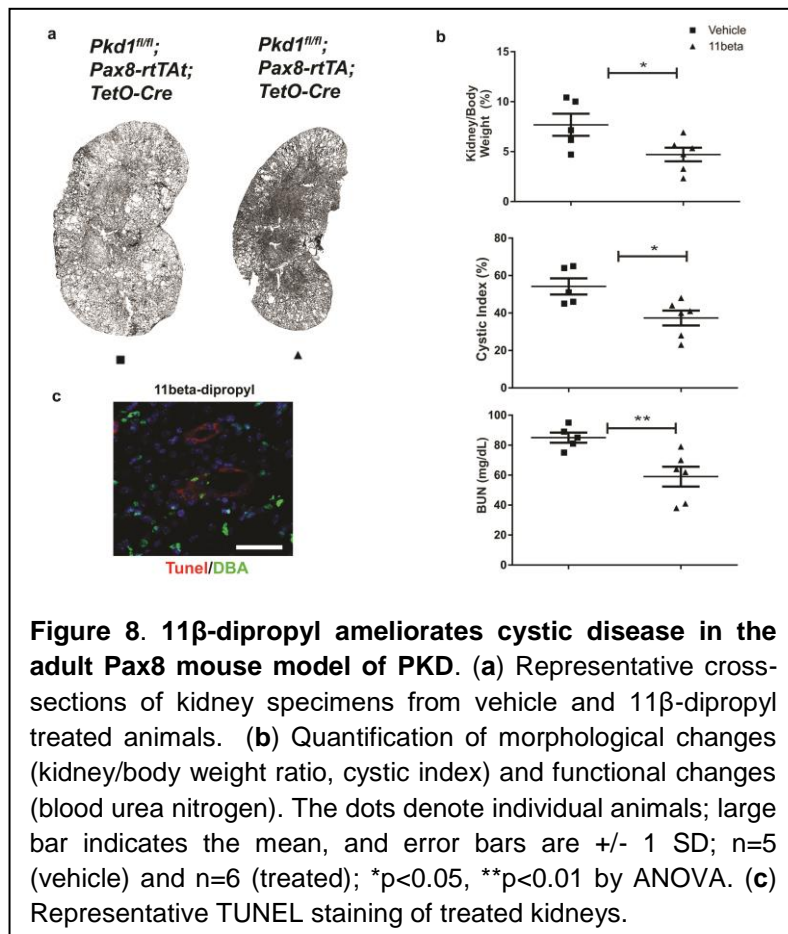 a
Pkd1fl/fl;
Pax8-rtTAt;
TetO-Cre
Pkd1fl/fl;
Pax8-rtTA;
TetO-Cre
b
■ Vehicle
▲ 11beta
Kidney/Body
Weight (%)
15
10
5
0
*
Cystic Index (%)
80
60
40
20
0
*
BUN (mg/dL)
100
80
60
40
20
0
**
c
11beta-dipropyl
Tunel/DBA
Figure 8. 11β-dipropyl ameliorates cystic disease in the
adult Pax8 mouse model of PKD. (a) Representative cross-
sections of kidney specimens from vehicle and 11β-dipropyl
treated animals. (b) Quantification of morphological changes
(kidney/body weight ratio, cystic index) and functional changes
(blood urea nitrogen). The dots denote individual animals; large
bar indicates the mean, and error bars are +/- 1 SD; n=5
(vehicle) and n=6 (treated); *p<0.05, **p<0.01 by ANOVA. (c)
Representative TUNEL staining of treated kidneys.